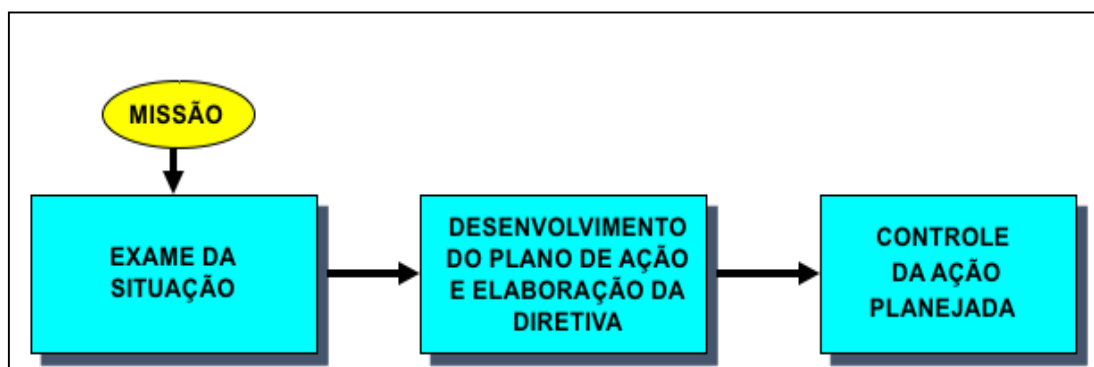 MISSÃO
EXAME DA
SITUAÇÃO
DESENVOLVIMENTO
DO PLANO DE AÇÃO
E ELABORAÇÃO DA
DIRETIVA
CONTROLE
DA AÇÃO
PLANEJADA